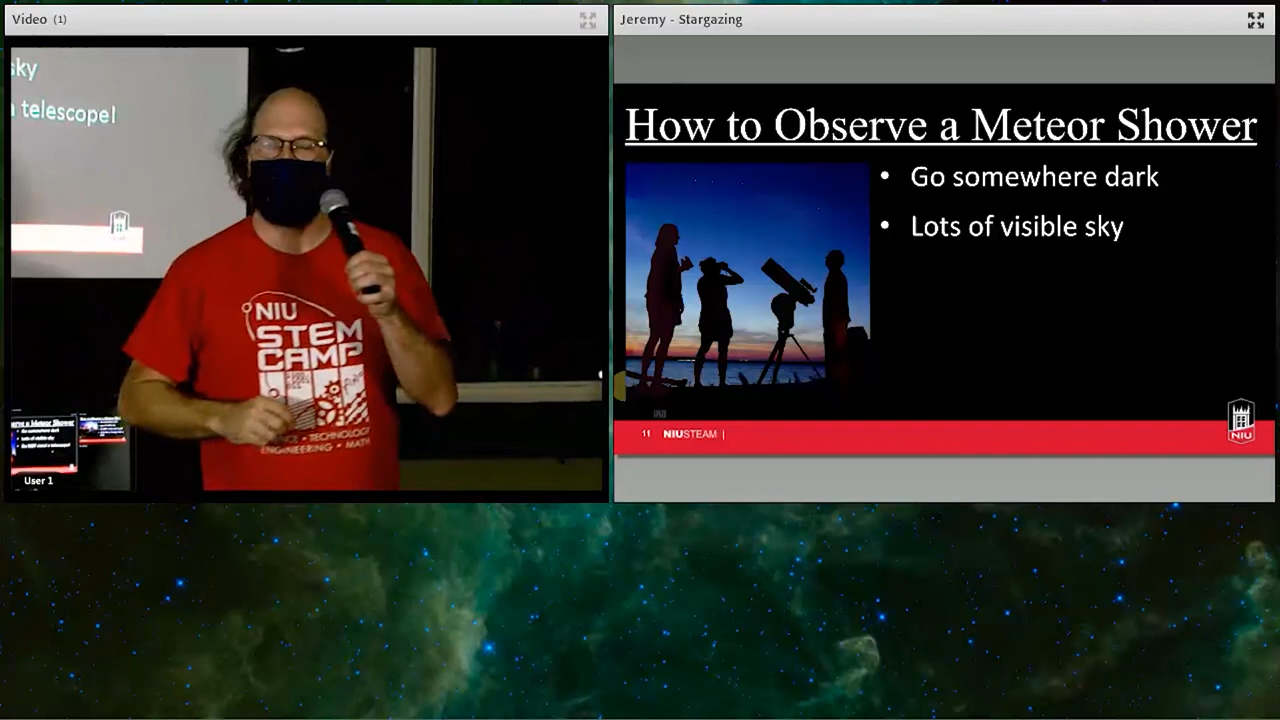 Video (1)
sky
telescope!
NIU
STEM
CAMP
TECHNOLOGY
ENGINEERING • MATH
User 1
Jeremy - Stargazing
How to Observe a Meteor Shower
• Go somewhere dark
• Lots of visible sky
11 NIUSTEAM |
NIU